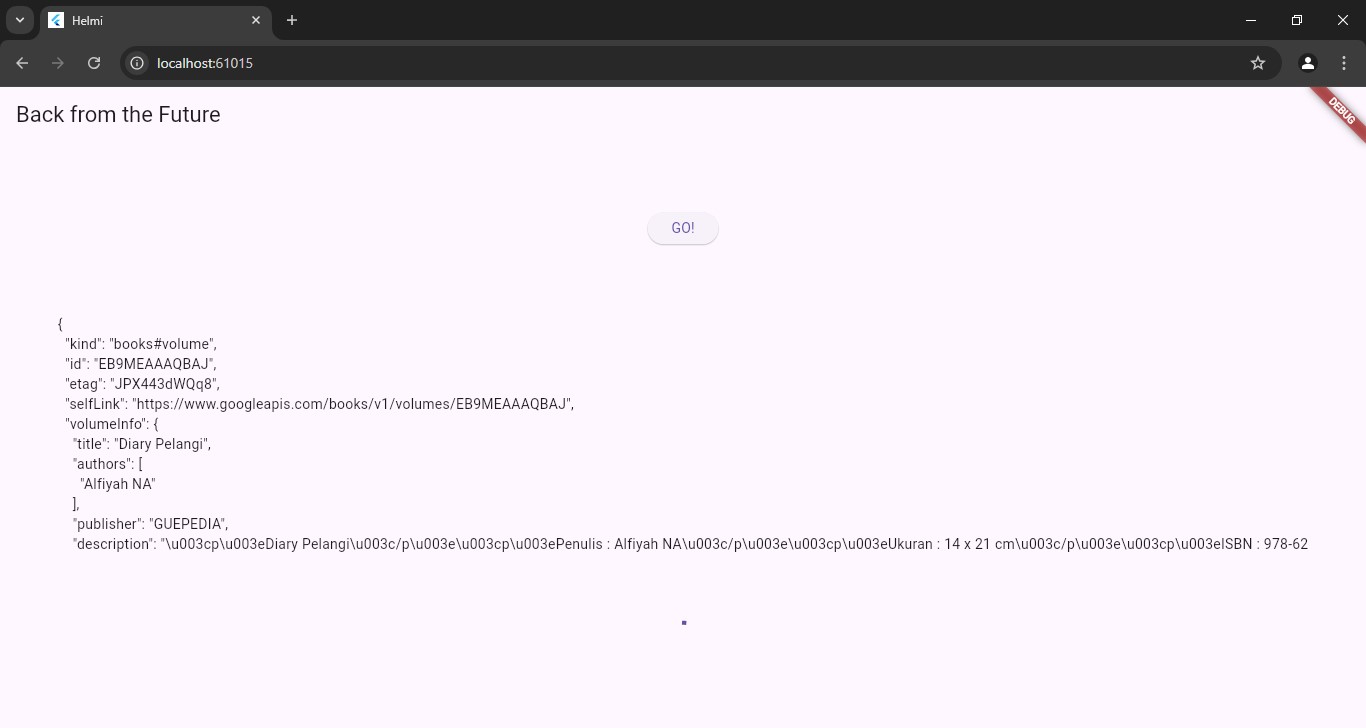 Helmi
localhost:61015
Back from the Future
DEBUG
GO!
{
"kind": "books#volume",
"id": "EB9MEAAAQBAJ",
"etag": "JPX443dWQq8",
"selfLink": "https://www.googleapis.com/books/v1/volumes/EB9MEAAAQBAJ",
"volumeInfo": {
"title": "Diary Pelangi",
"authors": [
"Alfiyah NA"
],
"publisher": "GUEPEDIA",
"description": "\u003cp\u003eDiary Pelangi\u003c/p\u003e\u003cp\u003ePenulis : Alfiyah NA\u003c/p\u003e\u003cp\u003eUkuran : 14 x 21 cm\u003c/p\u003e\u003cp\u003eISBN : 978-62